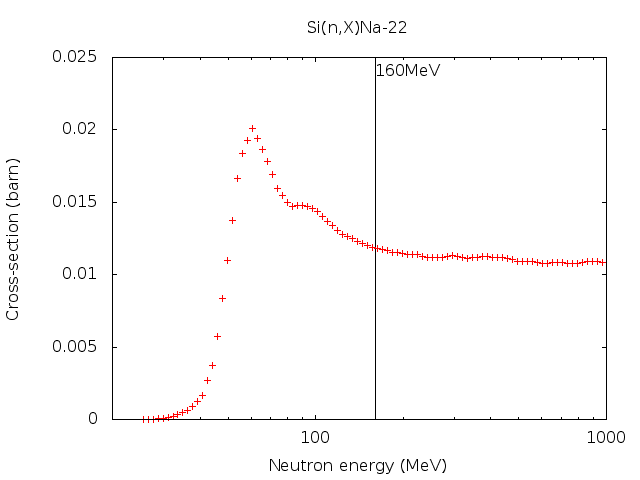 Si(n,X)Na-22
0.025
160MeV
0.02
0.015
Cross-section (barn)
0.01
0.005
0
100
1000
Neutron energy (MeV)